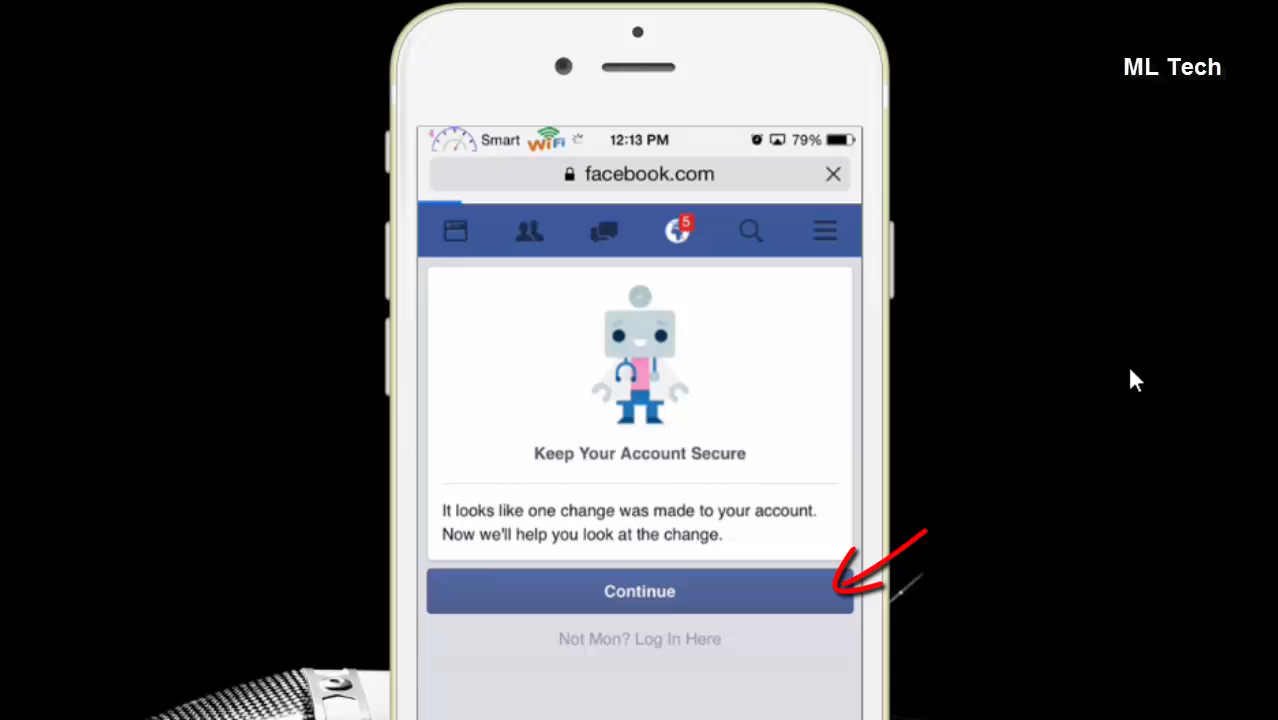 ML Tech
4 Smart WiFi 12:13 PM 79%
facebook.com
5
Keep Your Account Secure
It looks like one change was made to your account.
Now we'll help you look at the change.
Continue
Not Mon? Log In Here